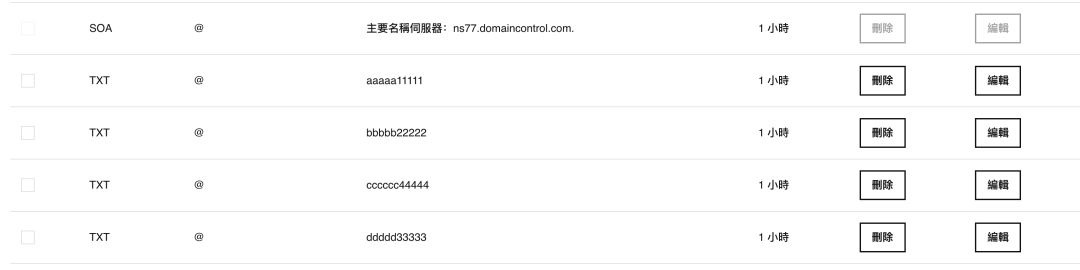 SOA @ 主要名稱伺服器：ns77.domaincontrol.com. 1 小時 刪除 編輯
TXT @ aaaaa11111 1 小時 刪除 編輯
TXT @ bbbbb22222 1 小時 刪除 編輯
TXT @ cccccc44444 1 小時 刪除 編輯
TXT @ ddddd33333 1 小時 刪除 編輯